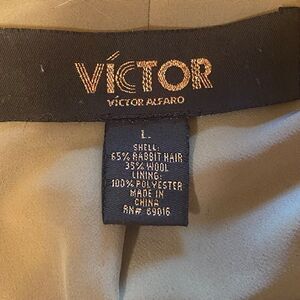 VÍCTOR
VÍCTOR ALFARO
L
SHELL:
65% RABBIT HAIR
35% WOOL
LINING:
100% POLYESTER
MADE IN
CHINA
RN# 69016